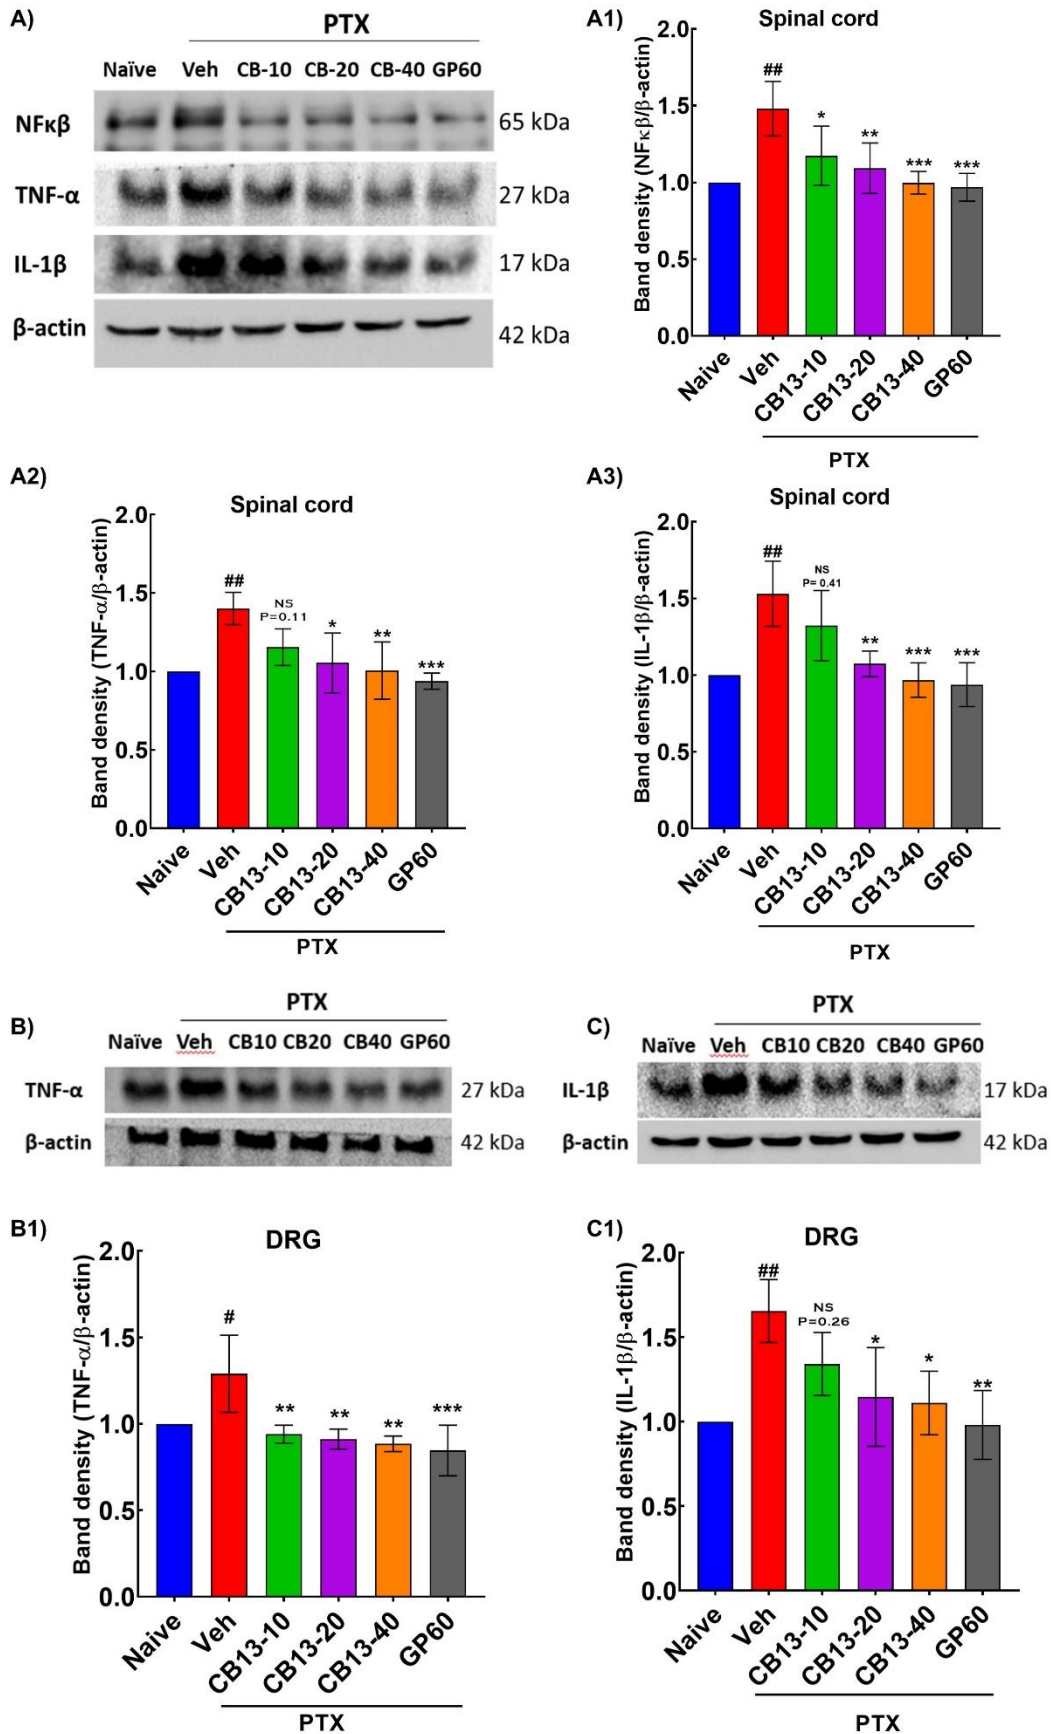 A)
PTX
Naïve Veh CB-10 CB-20 CB-40 GP60
NFκβ 65 kDa
TNF-α 27 kDa
IL-1β 17 kDa
β-actin 42 kDa
A1)
Spinal cord
Band density (NFκβ/β-actin)
2.0
1.5
1.0
0.5
0.0
## * ** *** ***
Naive Veh CB13-10 CB13-20 CB13-40 GP60
PTX
A2)
Spinal cord
Band density (TNF-α/β-actin)
2.0
1.5
1.0
0.5
0.0
##
NS
P=0.11
* ** ***
Naive Veh CB13-10 CB13-20 CB13-40 GP60
PTX
A3)
Spinal cord
Band density (IL-1β/β-actin)
2.0
1.5
1.0
0.5
0.0
##
NS
P= 0.41
** *** ***
Naive Veh CB13-10 CB13-20 CB13-40 GP60
PTX
B)
PTX
Naïve Veh CB10 CB20 CB40 GP60
TNF-α 27 kDa
β-actin 42 kDa
C)
PTX
Naïve Veh CB10 CB20 CB40 GP60
IL-1β 17 kDa
β-actin 42 kDa
B1)
DRG
Band density (TNF-α/β-actin)
2.0
1.5
1.0
0.5
0.0
# ** ** ** ***
Naive Veh CB13-10 CB13-20 CB13-40 GP60
PTX
C1)
DRG
Band density (IL-1β/β-actin)
2.0
1.5
1.0
0.5
0.0
##
NS
P=0.26
* * **
Naive Veh CB13-10 CB13-20 CB13-40 GP60
PTX